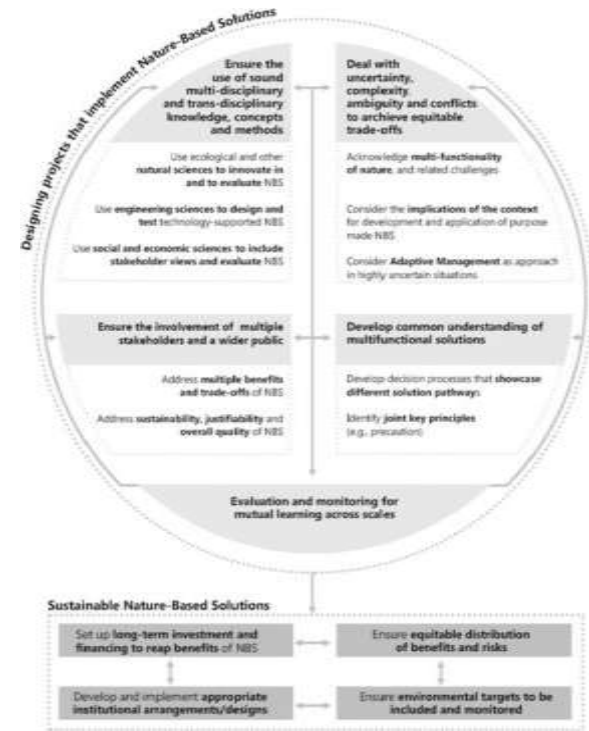 Designing projects that implement Nature-Based Solutions
Ensure the
use of sound
multi-disciplinary
and trans-disciplinary
knowledge, concepts
and methods
Use ecological and other
natural sciences to innovate in
and to evaluate NBS
Use engineering sciences to design and
test technology-supported NBS
Use social and economic sciences to include
stakeholder views and evaluate NBS
Deal with
uncertainty,
complexity,
ambiguity and conflicts
to achieve equitable
trade-offs
Acknowledge multi-functionality
of nature, and related challenges
Consider the implications of the context
for development and application of purpose
made NBS
Consider Adaptive Management as approach
in highly uncertain situations
Ensure the involvement of multiple
stakeholders and a wider public
Address multiple benefits
and trade-offs of NBS
Address sustainability, justifiability and
overall quality of NBS
Develop common understanding of
multifunctional solutions
Develop decision processes that showcase
different solution pathways
Identify joint key principles
(e.g., precaution)
Evaluation and monitoring for
mutual learning across scales
Sustainable Nature-Based Solutions
Set up long-term investment and
financing to reap benefits of NBS
Ensure equitable distribution
of benefits and risks
Develop and implement appropriate
institutional arrangements/designs
Ensure environmental targets to be
included and monitored